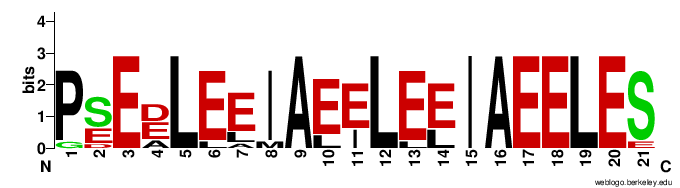 4
3
bits
2
1
0
P S E D L E E I A E E L E E I A E E L E S
G E E L L M L I L L E
D A
N 1 2 3 4 5 6 7 8 9 10 11 12 13 14 15 16 17 18 19 20 21 C
weblogo.berkeley.edu